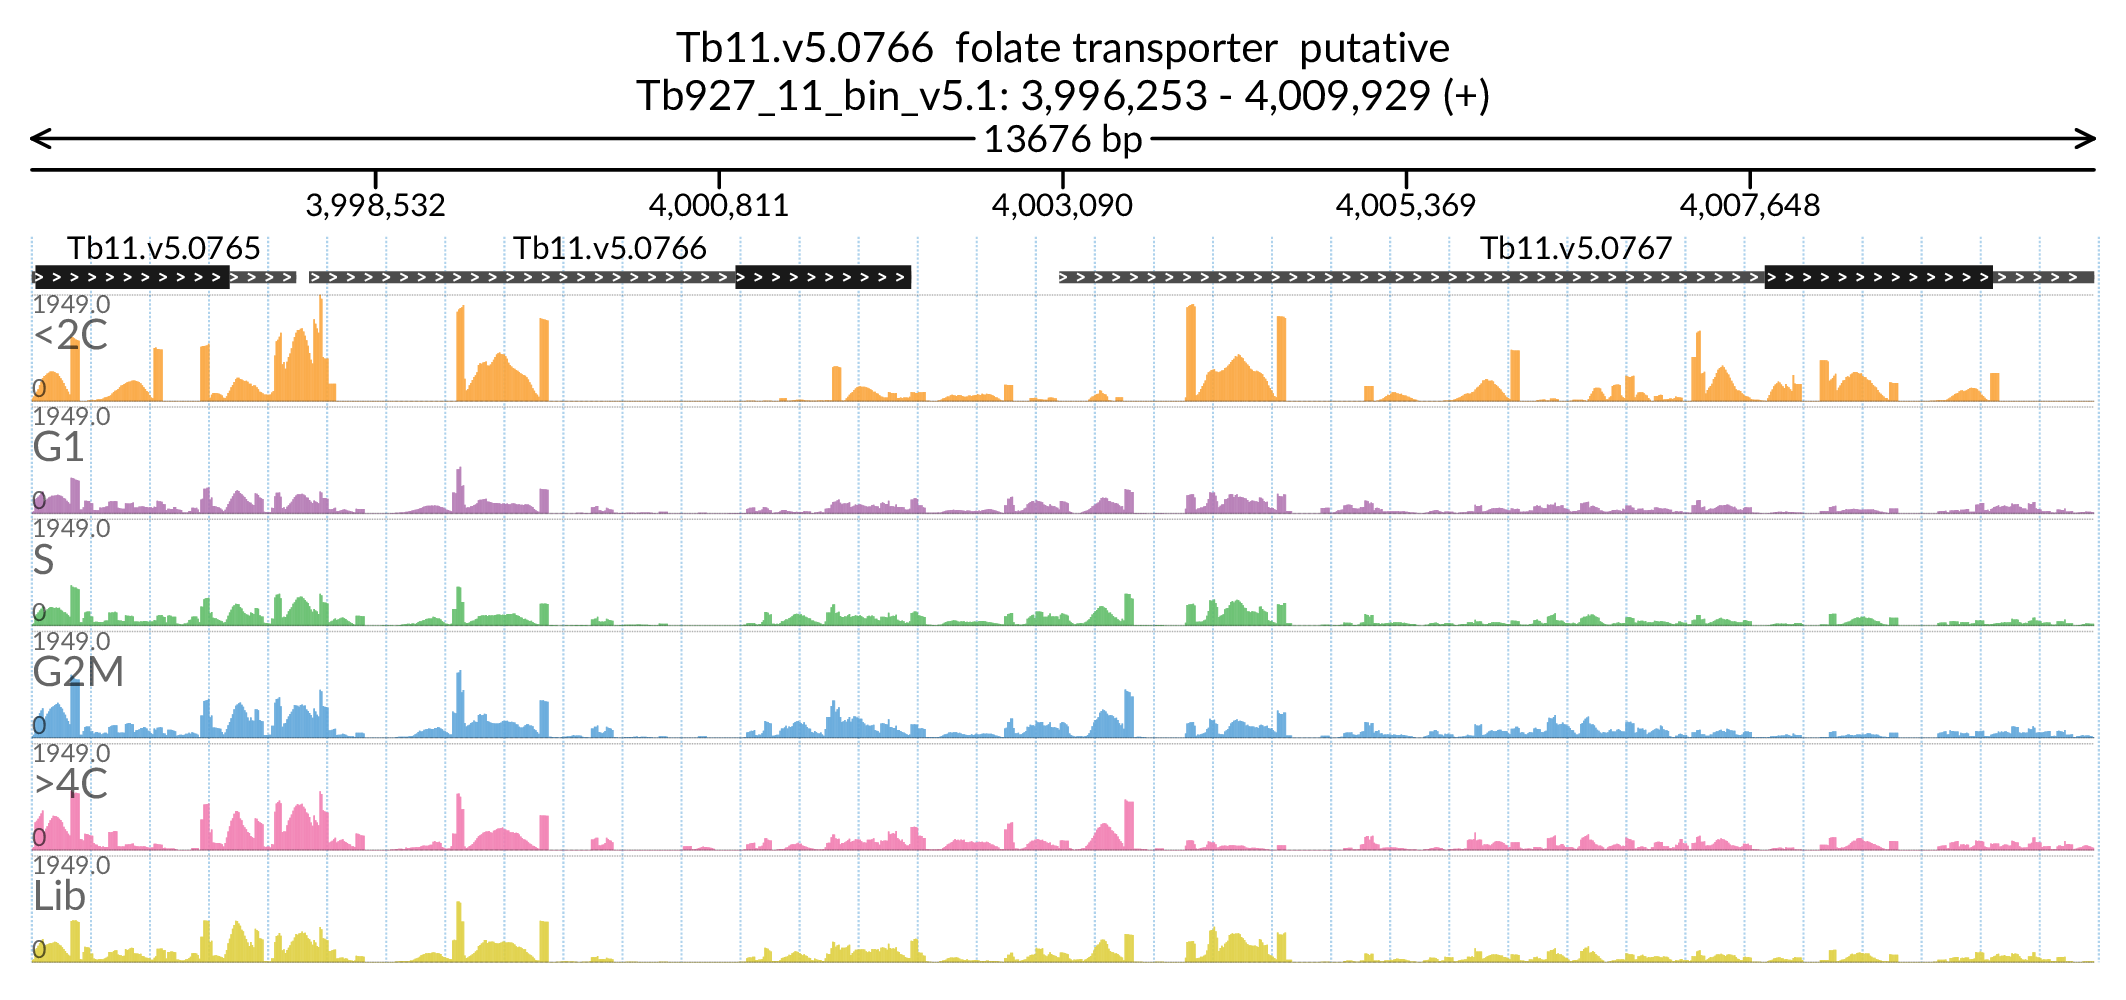 Tb11.v5.0766 folate transporter putative
Tb927_11_bin_v5.1: 3,996,253 - 4,009,929 (+)
13676 bp
3,998,532 4,000,811 4,003,090 4,005,369 4,007,648
Tb11.v5.0765 Tb11.v5.0766 Tb11.v5.0767
1949.0
<2C
0
1949.0
G1
0
1949.0
S
0
1949.0
G2M
0
1949.0
>4C
0
1949.0
Lib
0